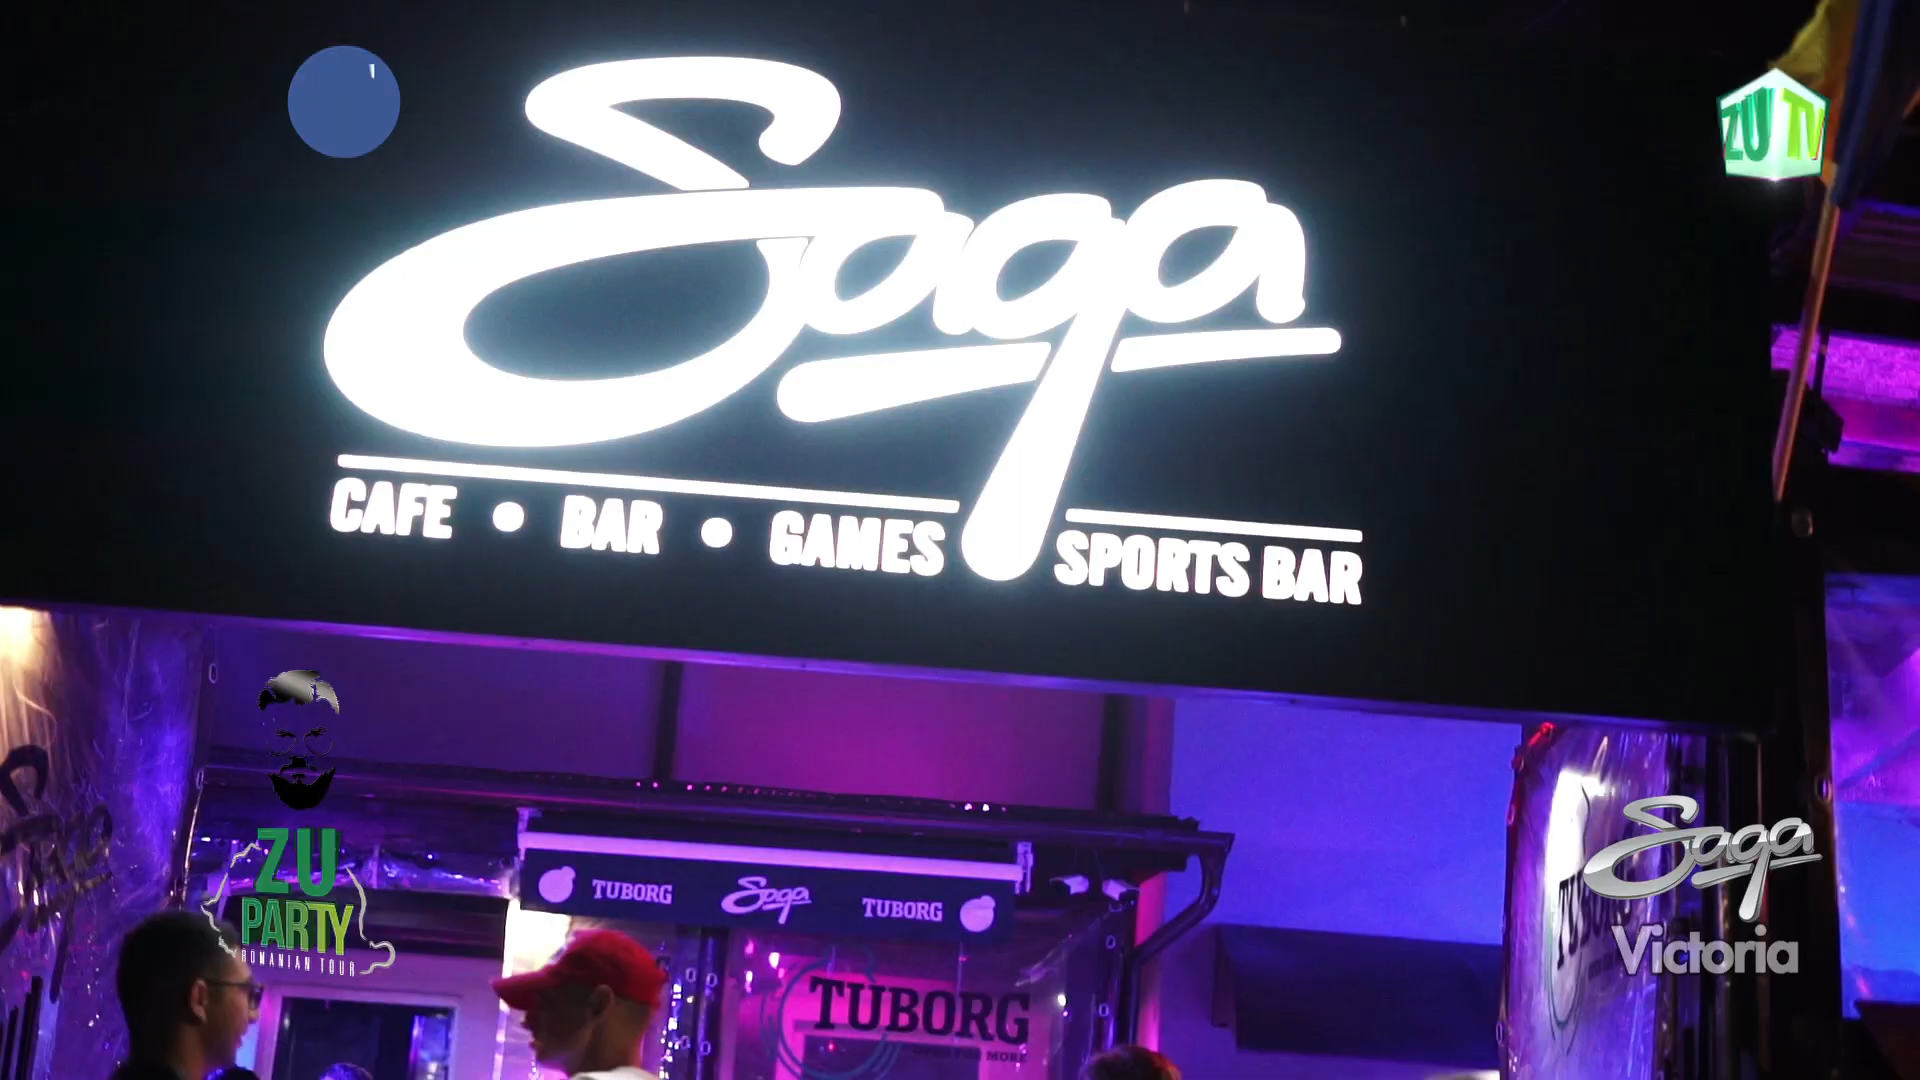 ZU TV
Saga
CAFE • BAR • GAMES SPORTS BAR
ZU
PARTY
ROMANIAN TOUR
TUBORG Saga TUBORG
TUBORG
Saga
Victoria